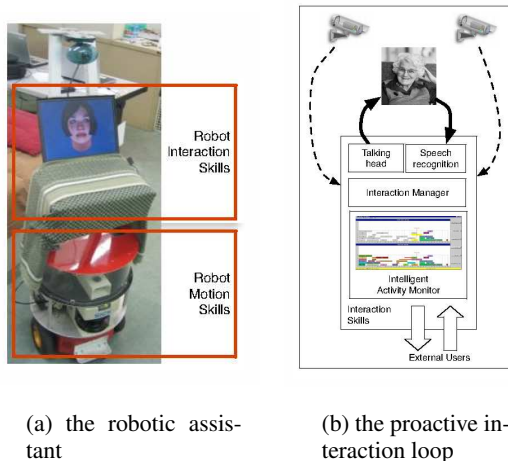 Robot
Interaction
Skills
Robot
Motion
Skills
Talking
head
Speech
recognition
Interaction Manager
Intelligent
Activity Monitor
Interaction
Skills
External Users
(a) the robotic assis-
tant
(b) the proactive in-
teraction loop